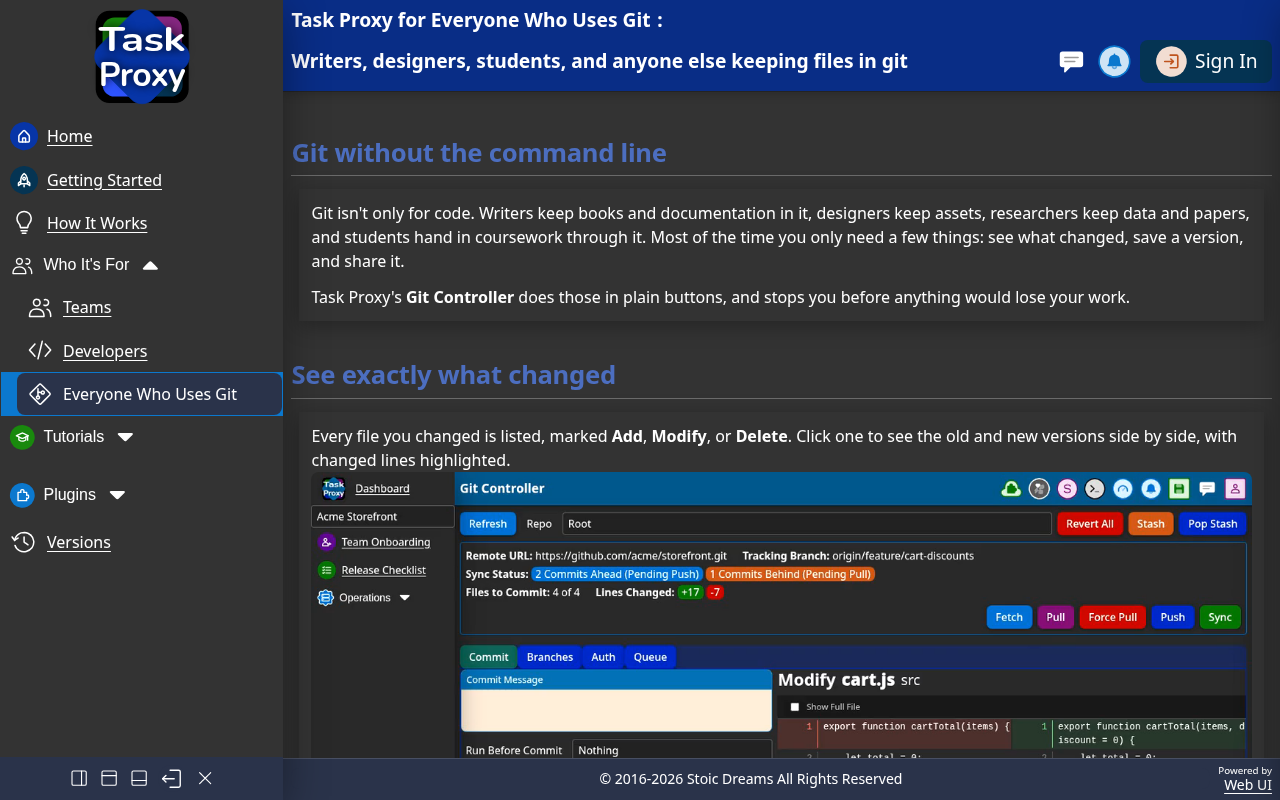 Task Proxy
Home
Getting Started
How It Works
Who It's For
Teams
Developers
Everyone Who Uses Git
Tutorials
Plugins
Versions
Task Proxy for Everyone Who Uses Git :
Writers, designers, students, and anyone else keeping files in git
Sign In
Git without the command line
Git isn't only for code. Writers keep books and documentation in it, designers keep assets, researchers keep data and papers,
and students hand in coursework through it. Most of the time you only need a few things: see what changed, save a version,
and share it.
Task Proxy's Git Controller does those in plain buttons, and stops you before anything would lose your work.
See exactly what changed
Every file you changed is listed, marked Add, Modify, or Delete. Click one to see the old and new versions side by side, with
changed lines highlighted.
Task Proxy
Dashboard
Acme Storefront
Team Onboarding
Release Checklist
Operations
Git Controller
S
Refresh Repo Root Revert All Stash Pop Stash
Remote URL: https://github.com/acme/storefront.git Tracking Branch: origin/feature/cart-discounts
Sync Status: 2 Commits Ahead (Pending Push) 1 Commits Behind (Pending Pull)
Files to Commit: 4 of 4 Lines Changed: +17 -7
Fetch Pull Force Pull Push Sync
Commit Branches Auth Queue
Commit Message
Run Before Commit Nothing
Modify cart.js src
Show Full File
1 export function cartTotal(items) {
1 export function cartTotal(items, d
iscount = 0) {
2 let total = 0;
2 let total = 0;
© 2016-2026 Stoic Dreams All Rights Reserved
Powered by
Web UI